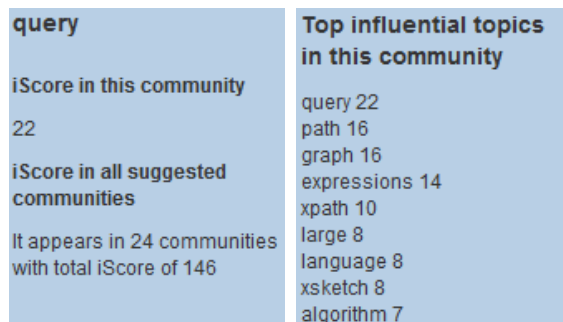 query
iScore in this community
22
iScore in all suggested
communities
It appears in 24 communities
with total iScore of 146
Top influential topics
in this community
query 22
path 16
graph 16
expressions 14
xpath 10
large 8
language 8
xsketch 8
algorithm 7